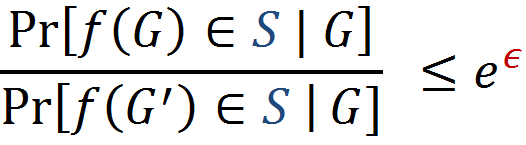 Pr[f(G) ∈ S | G]
Pr[f(G′) ∈ S | G]
≤ e^ϵ